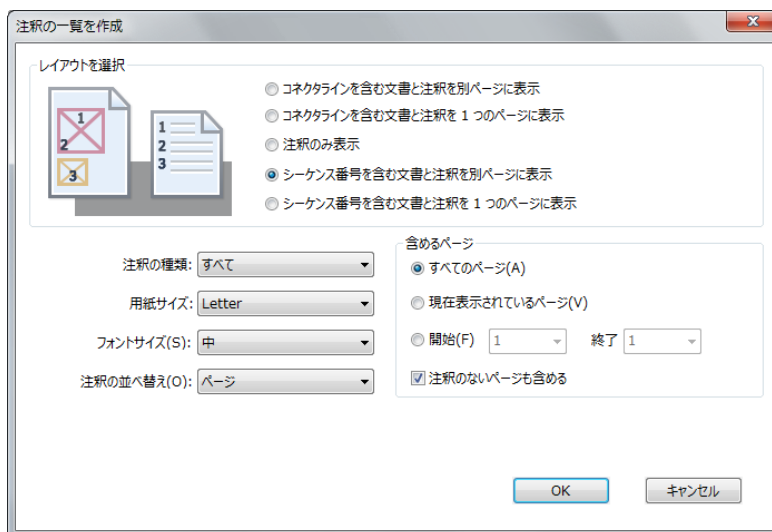 注釈の一覧を作成
レイアウトを選択
1
2
3
1
2
3
コネクタラインを含む文書と注釈を別ページに表示
コネクタラインを含む文書と注釈を 1 つのページに表示
注釈のみ表示
シーケンス番号を含む文書と注釈を別ページに表示
シーケンス番号を含む文書と注釈を 1 つのページに表示
注釈の種類: すべて
用紙サイズ: Letter
フォントサイズ(S): 中
注釈の並べ替え(O): ページ
含めるページ
すべてのページ(A)
現在表示されているページ(V)
開始(F) 1 終了 1
注釈のないページも含める
OK キャンセル